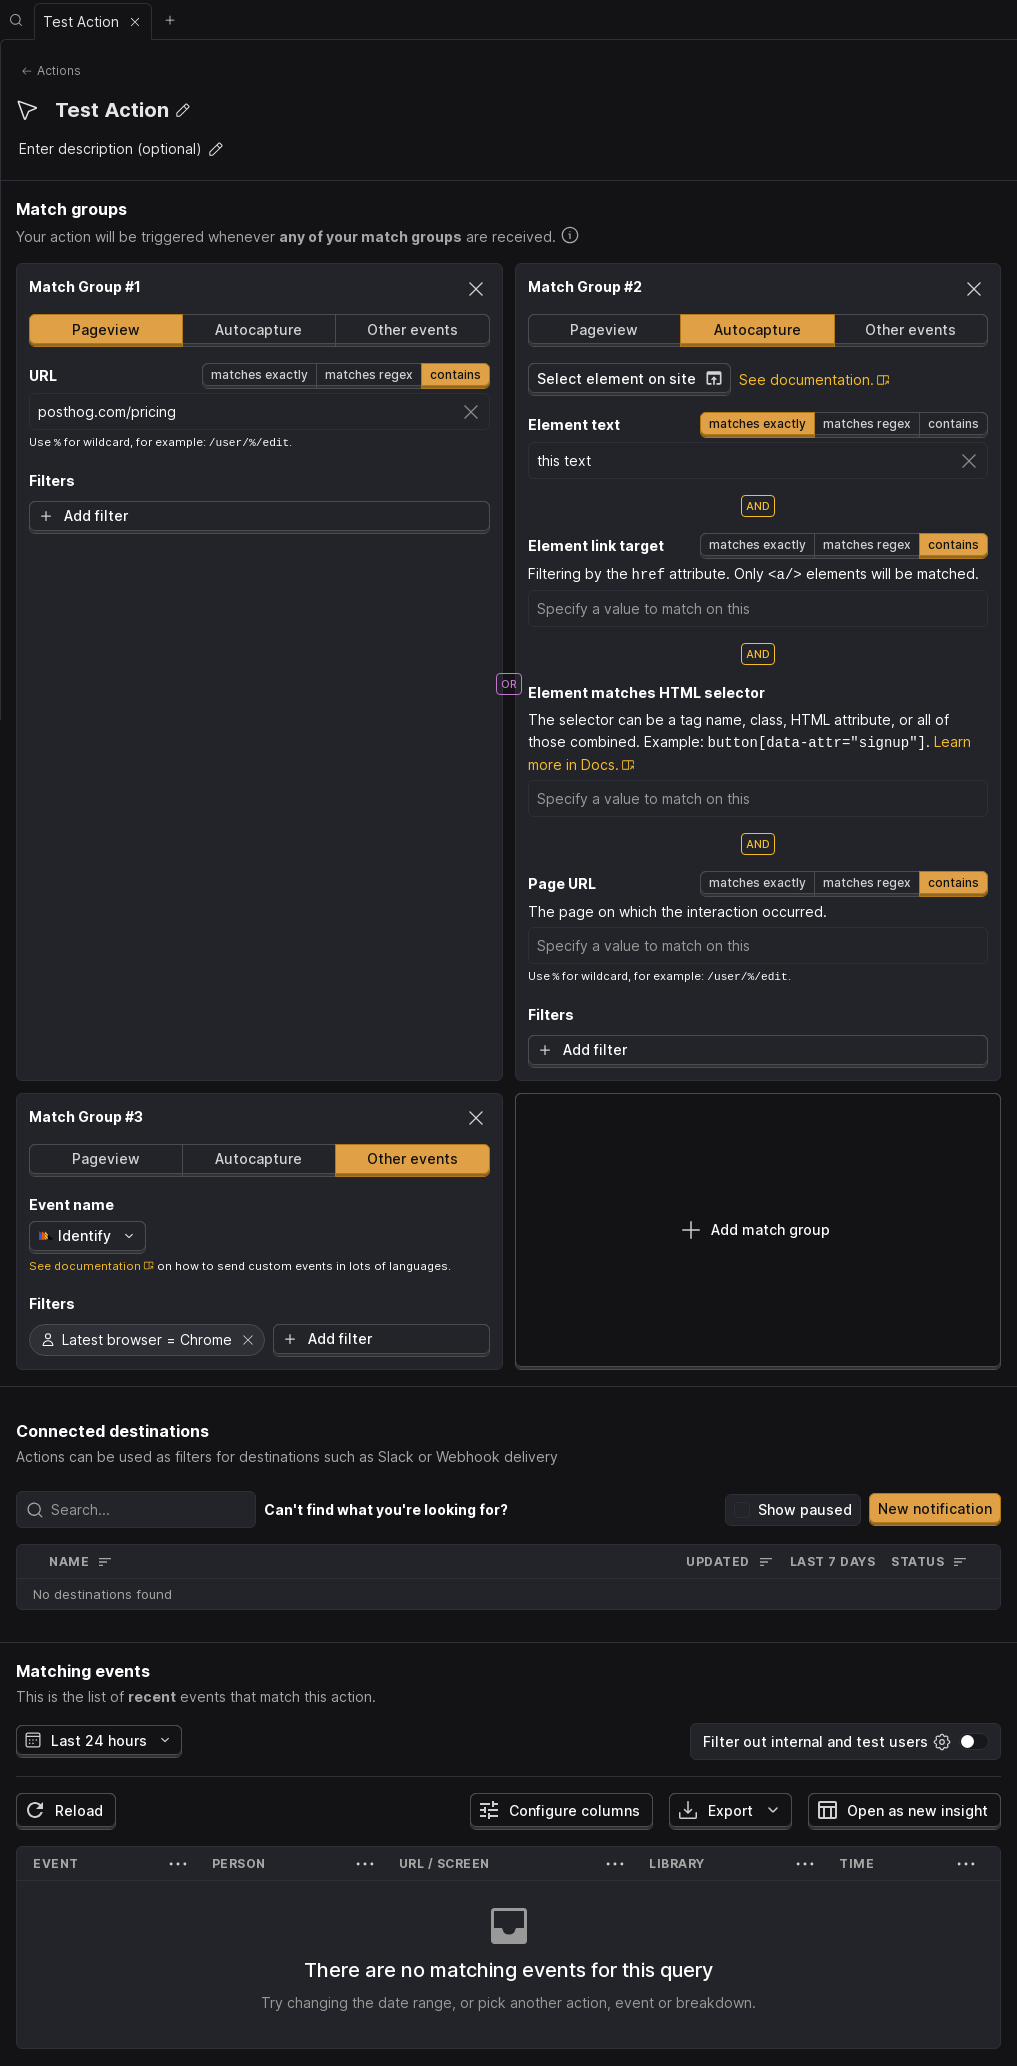 Test Action
Actions
Test Action
Enter description (optional)
Match groups
Your action will be triggered whenever any of your match groups are received.
Match Group #1
Pageview Autocapture Other events
URL matches exactly matches regex contains
posthog.com/pricing
Use % for wildcard, for example: /user/%/edit.
Filters
Add filter
OR
Match Group #2
Pageview Autocapture Other events
Select element on site See documentation.
Element text matches exactly matches regex contains
this text
AND
Element link target matches exactly matches regex contains
Filtering by the href attribute. Only <a/> elements will be matched.
Specify a value to match on this
AND
Element matches HTML selector
The selector can be a tag name, class, HTML attribute, or all of
those combined. Example: button[data-attr="signup"]. Learn
more in Docs.
Specify a value to match on this
AND
Page URL matches exactly matches regex contains
The page on which the interaction occurred.
Specify a value to match on this
Use % for wildcard, for example: /user/%/edit.
Filters
Add filter
Match Group #3
Pageview Autocapture Other events
Event name
Identify
See documentation on how to send custom events in lots of languages.
Filters
Latest browser = Chrome Add filter
Add match group
Connected destinations
Actions can be used as filters for destinations such as Slack or Webhook delivery
Search... Can't find what you're looking for? Show paused New notification
NAME UPDATED LAST 7 DAYS STATUS
No destinations found
Matching events
This is the list of recent events that match this action.
Last 24 hours Filter out internal and test users
Reload Configure columns Export Open as new insight
EVENT PERSON URL / SCREEN LIBRARY TIME
There are no matching events for this query
Try changing the date range, or pick another action, event or breakdown.